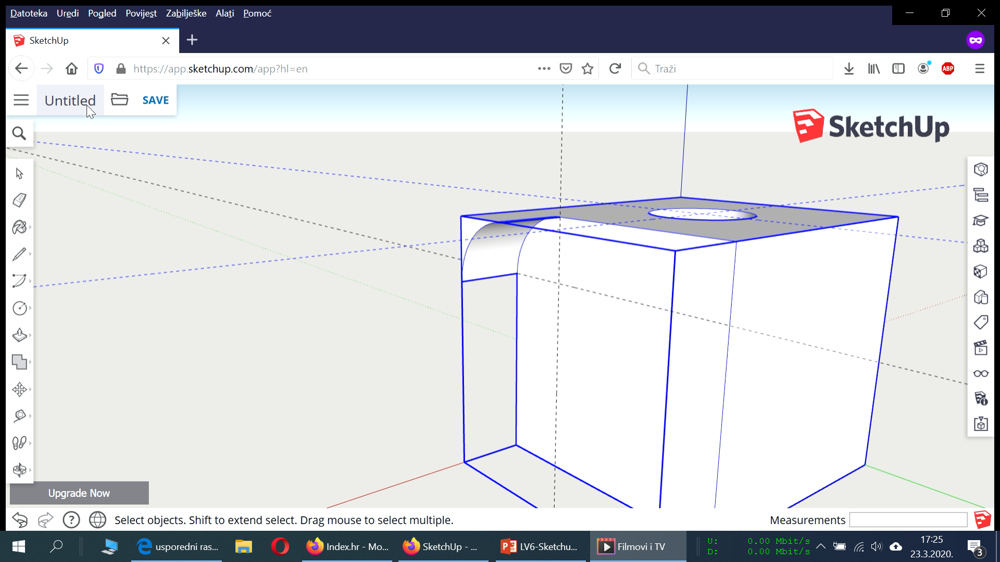 Datoteka Uredi Pogled Povijest Zabilješke Alati Pomoć
SketchUp
https://app.sketchup.com/app?hl=en
Traži
ABP
Untitled
SAVE
SketchUp
Upgrade Now
Select objects. Shift to extend select. Drag mouse to select multiple.
Measurements
usporedni ras...
Index.hr - Mo...
SketchUp - ...
LV6-Sketchu...
Filmovi i TV
U: 0.00 Mbit/s
D: 0.00 Mbit/s
17:25
23.3.2020.
3